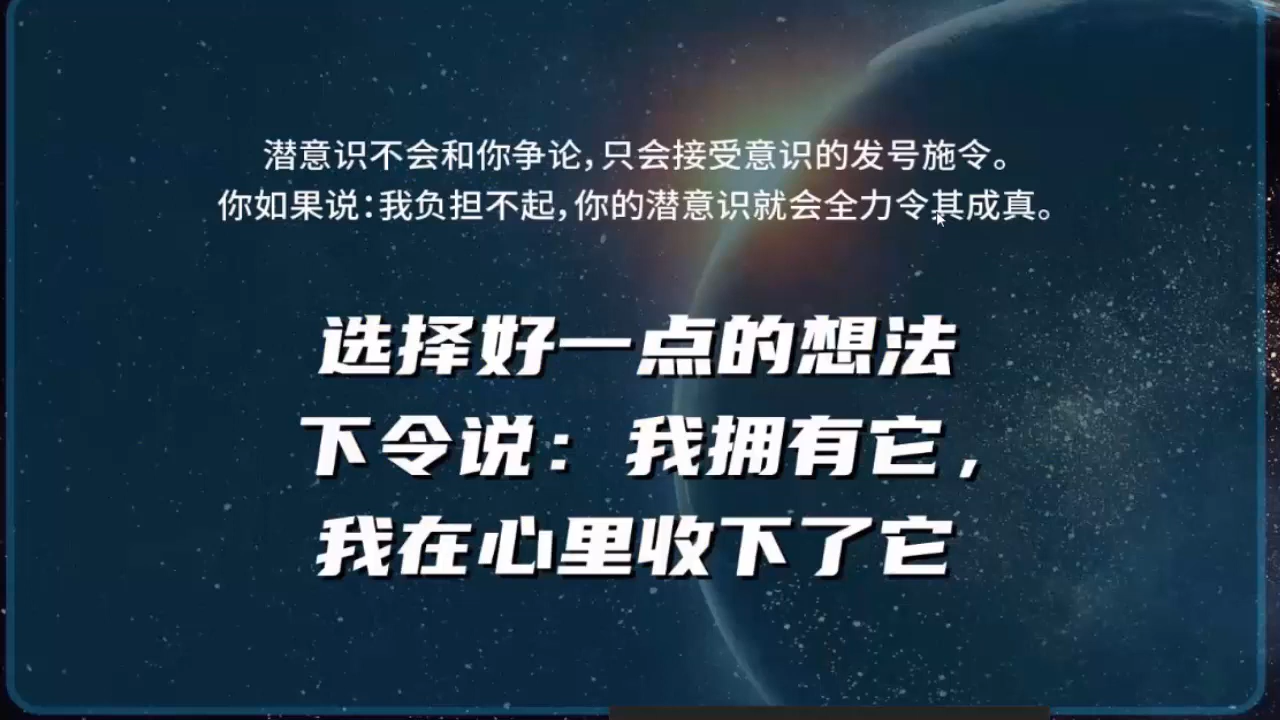 潜意识不会和你争论,只会接受意识的发号施令。
你如果说:我负担不起,你的潜意识就会全力令其成真。
选择好一点的想法
下令说：我拥有它，
我在心里收下了它